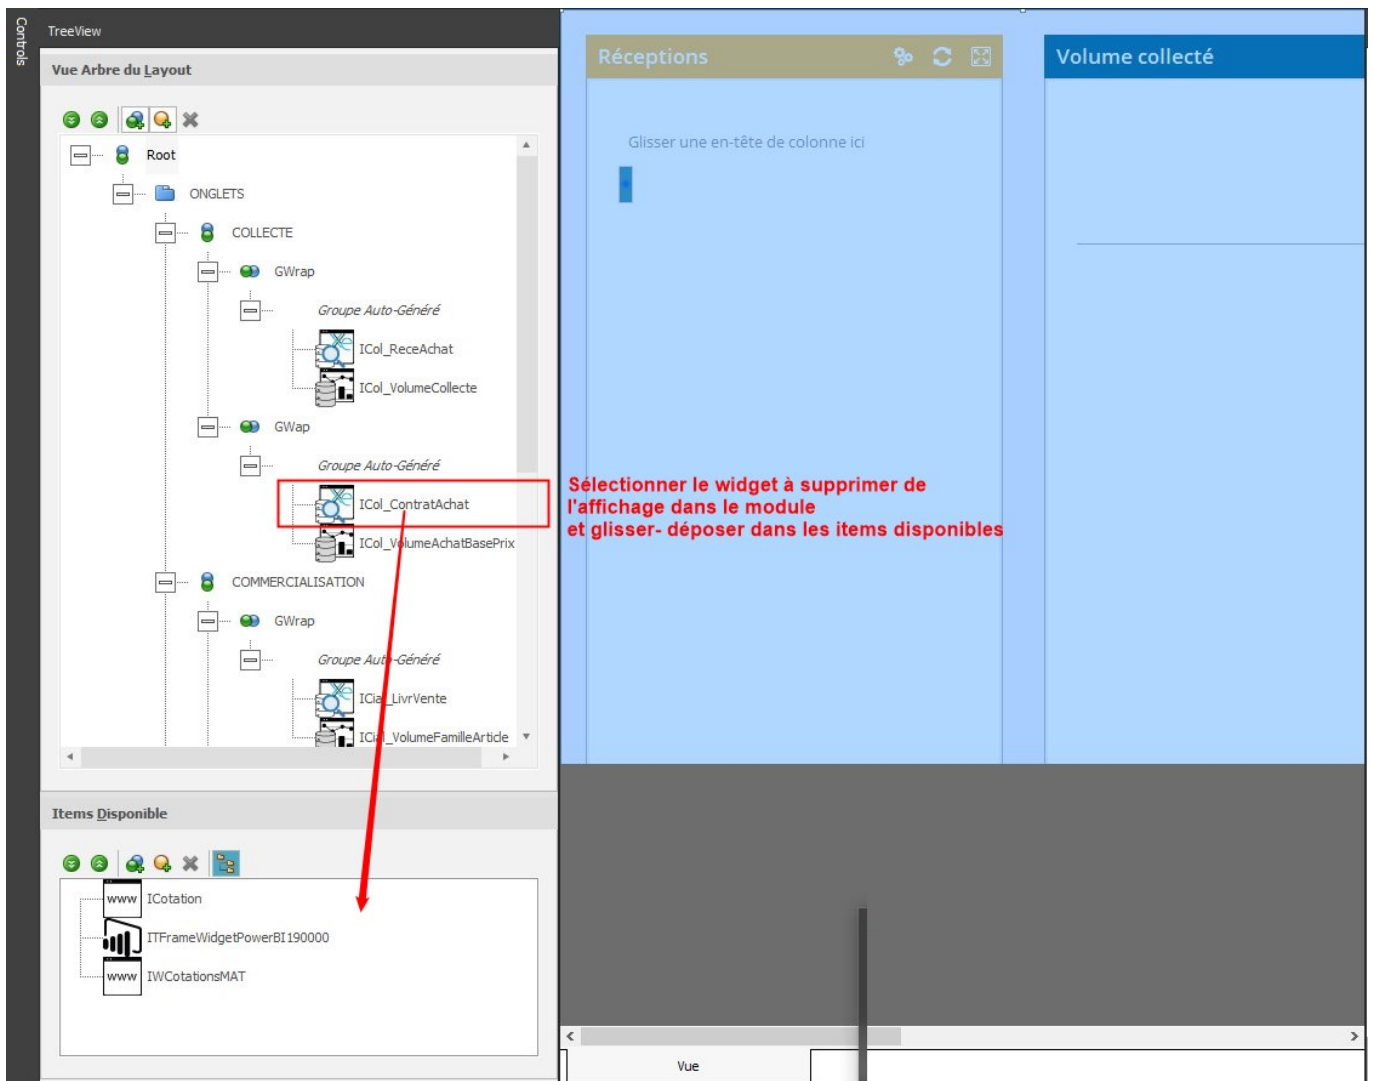 Controls
TreeView
Vue Arbre du Layout
Root
ONGLETS
COLLECTE
GWrap
Groupe Auto-Généré
ICol_ReceAchat
ICol_VolumeCollecte
GWap
Groupe Auto-Généré
ICol_ContratAchat
ICol_VolumeAchatBasePrix
COMMERCIALISATION
GWrap
Groupe Auto-Généré
ICial_LivrVente
ICial_VolumeFamilleArticle
Items Disponible
www ICotation
ITFrameWidgetPowerBI190000
www IWCotationsMAT
Réceptions
Volume collecté
Glisser une en-tête de colonne ici
Sélectionner le widget à supprimer de
l'affichage dans le module
et glisser- déposer dans les items disponibles
Vue